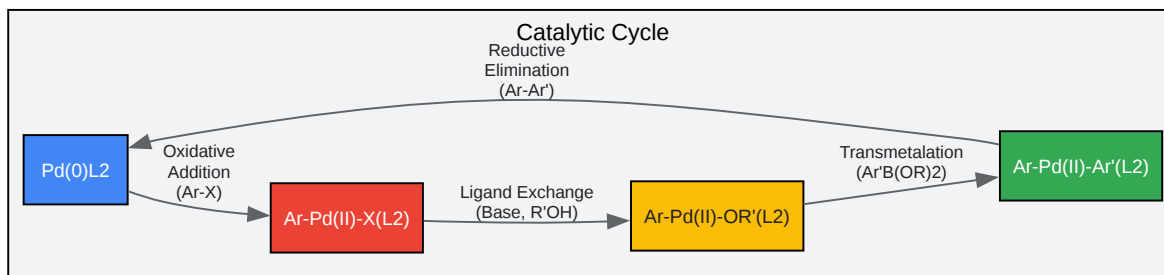 Catalytic Cycle
Reductive
Elimination
(Ar-Ar')
Pd(0)L2
Oxidative
Addition
(Ar-X)
Ar-Pd(II)-X(L2)
Ligand Exchange
(Base, R'OH)
Ar-Pd(II)-OR'(L2)
Transmetalation
(Ar'B(OR)2)
Ar-Pd(II)-Ar'(L2)